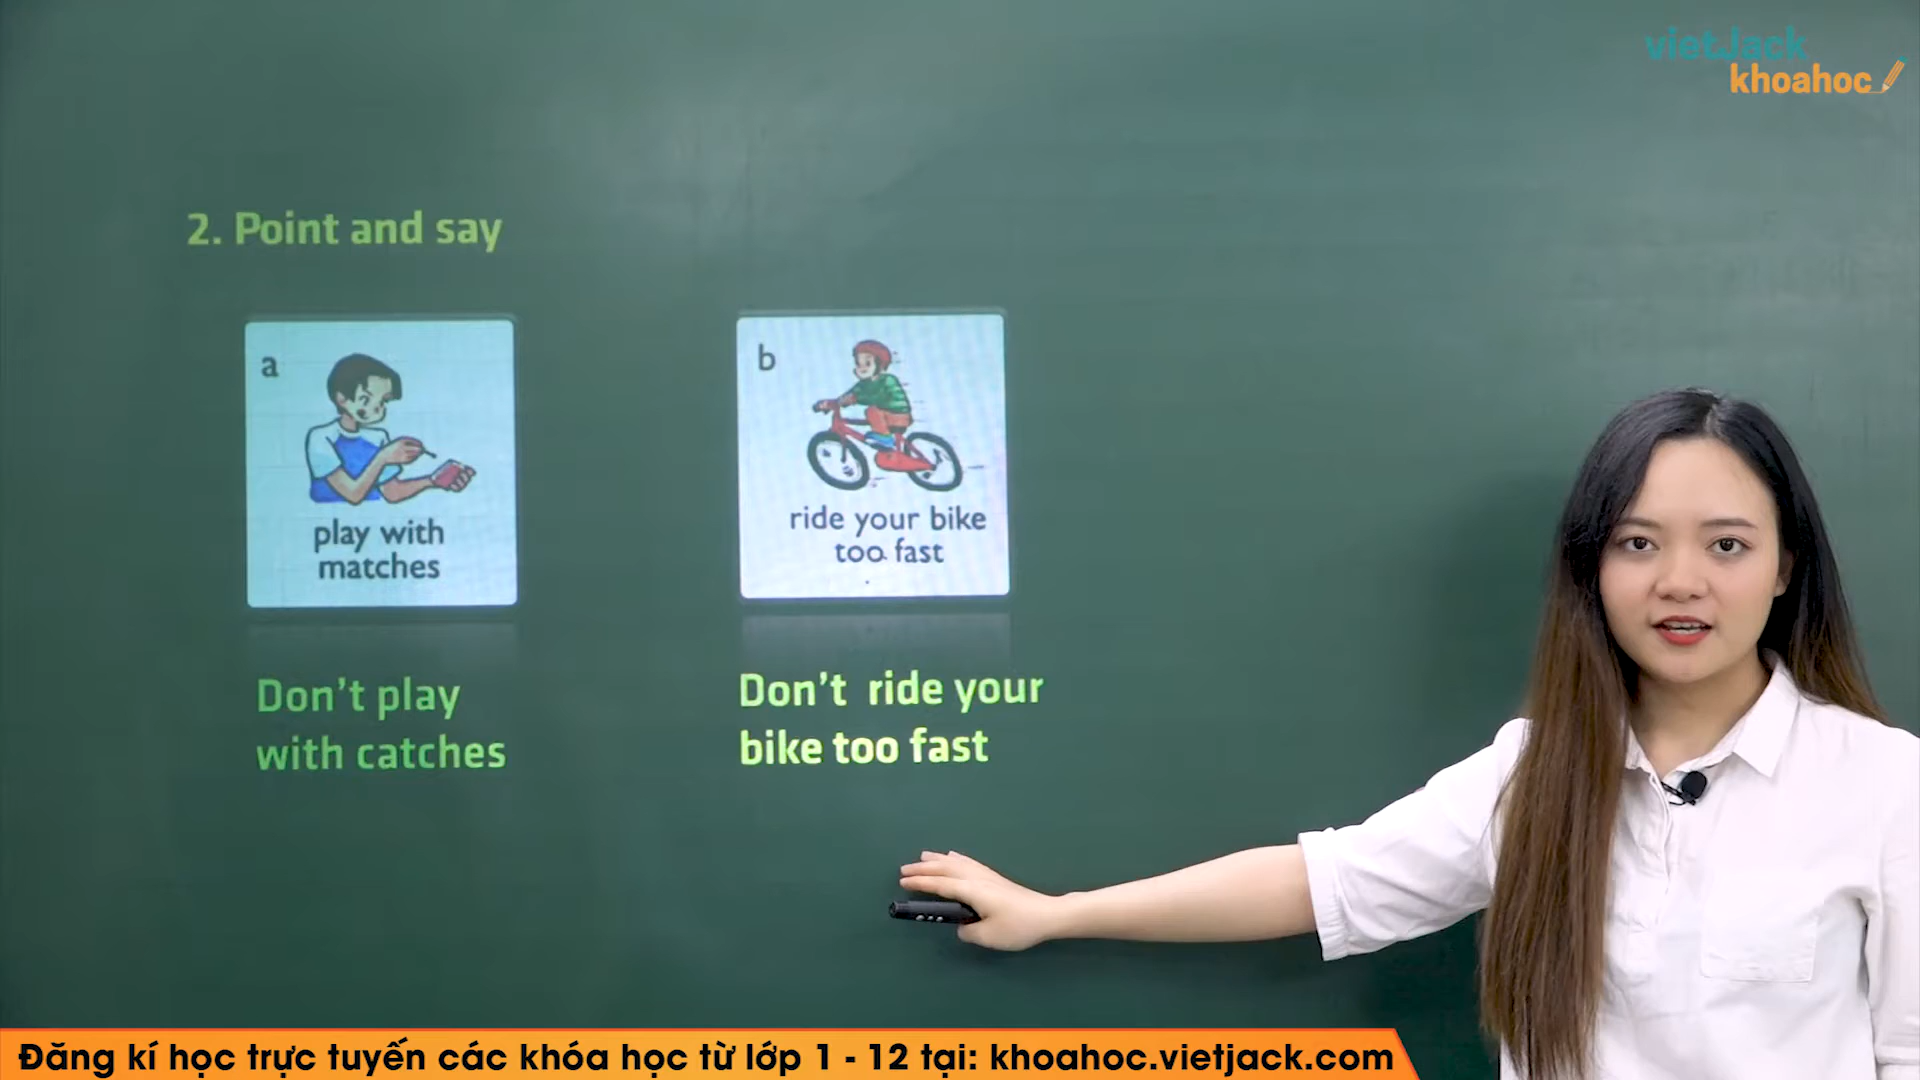 vietJack
khoahoc
2. Point and say
a
play with
matches
b
ride your bike
too fast
Don't play
with catches
Don't ride your
bike too fast
Đăng kí học trực tuyến các khóa học từ lớp 1 - 12 tại: khoahoc.vietjack.com